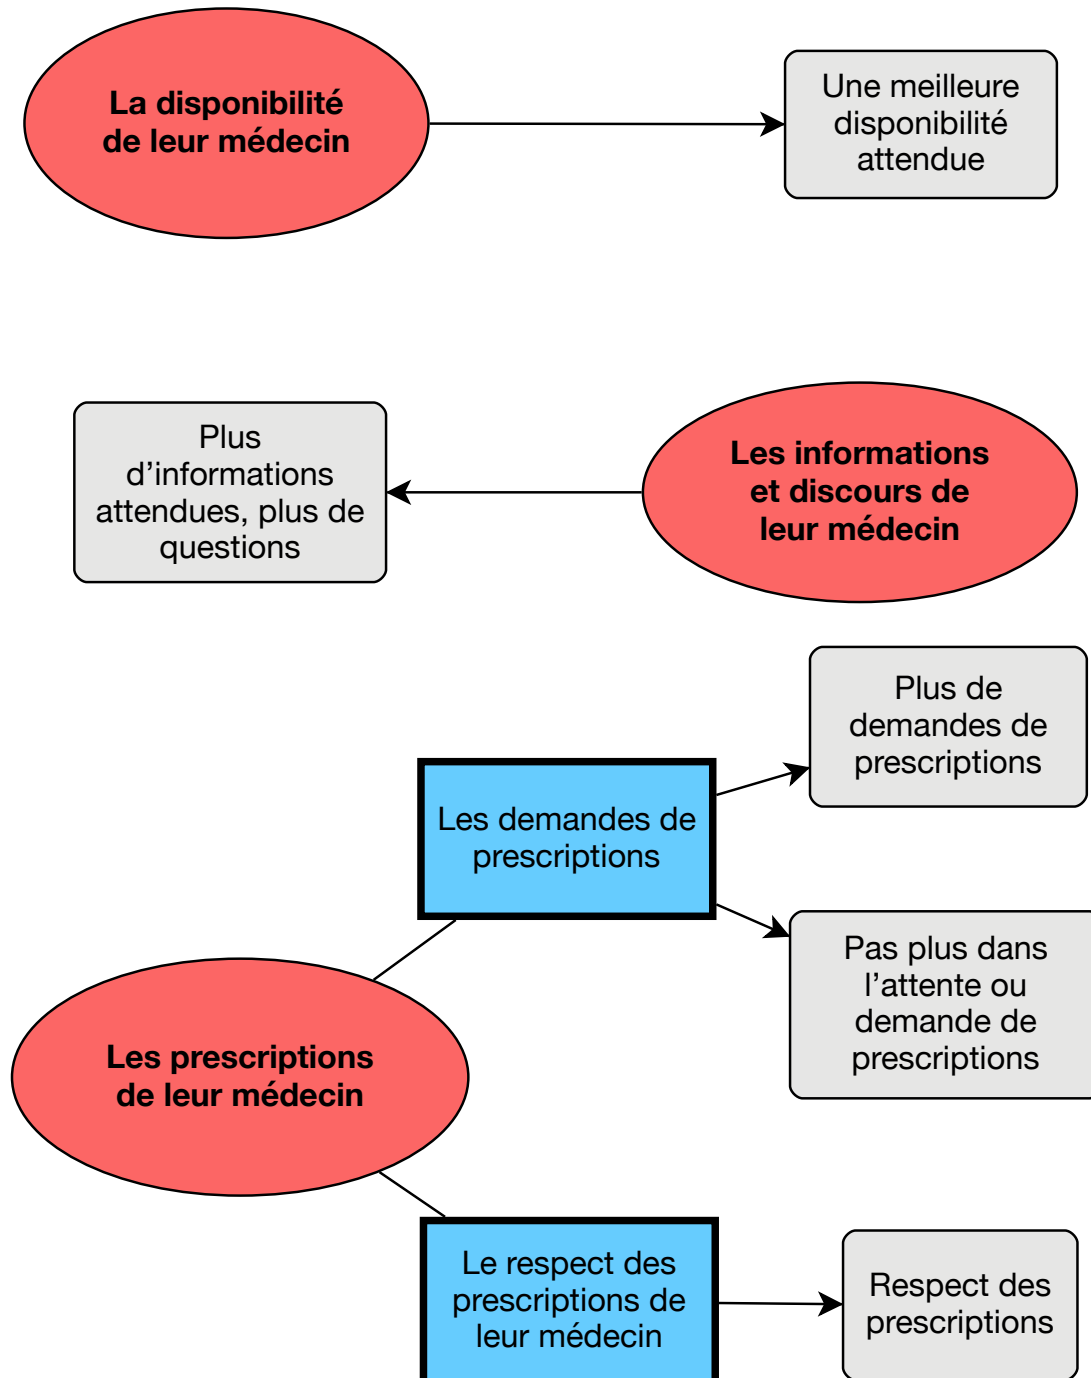 La disponibilité
de leur médecin
Une meilleure
disponibilité
attendue
Plus
d’informations
attendues, plus de
questions
Les informations
et discours de
leur médecin
Plus de
demandes de
prescriptions
Les demandes de
prescriptions
Pas plus dans
l’attente ou
demande de
prescriptions
Les prescriptions
de leur médecin
Le respect des
prescriptions de
leur médecin
Respect des
prescriptions